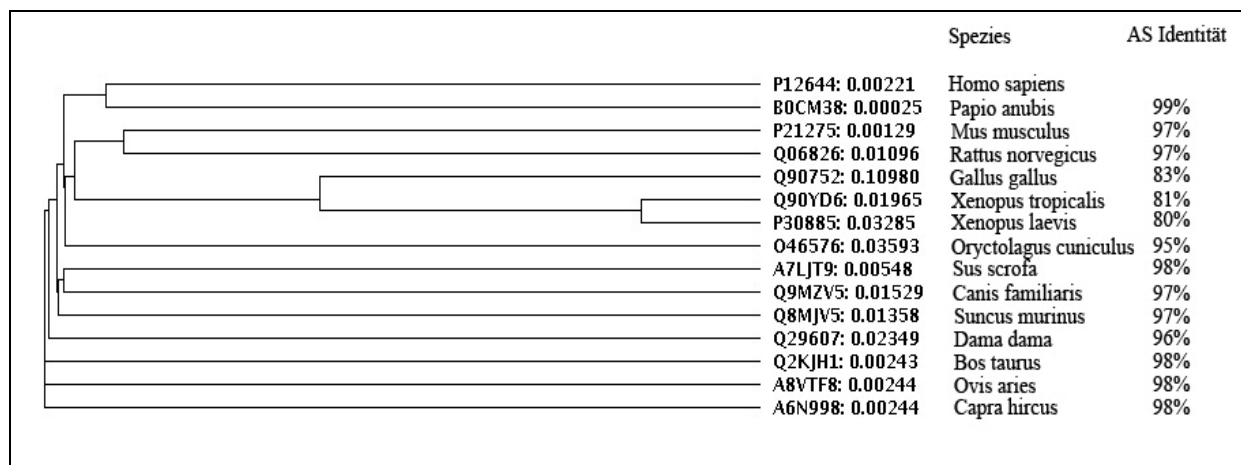 Spezies AS Identität
P12644: 0.00221 Homo sapiens
B0CM38: 0.00025 Papio anubis 99%
P21275: 0.00129 Mus musculus 97%
Q06826: 0.01096 Rattus norvegicus 97%
Q90752: 0.10980 Gallus gallus 83%
Q90YD6: 0.01965 Xenopus tropicalis 81%
P30885: 0.03285 Xenopus laevis 80%
O46576: 0.03593 Oryctolagus cuniculus 95%
A7LJT9: 0.00548 Sus scrofa 98%
Q9MZV5: 0.01529 Canis familiaris 97%
Q8MJV5: 0.01358 Suncus murinus 97%
Q29607: 0.02349 Dama dama 96%
Q2KJH1: 0.00243 Bos taurus 98%
A8VTF8: 0.00244 Ovis aries 98%
A6N998: 0.00244 Capra hircus 98%